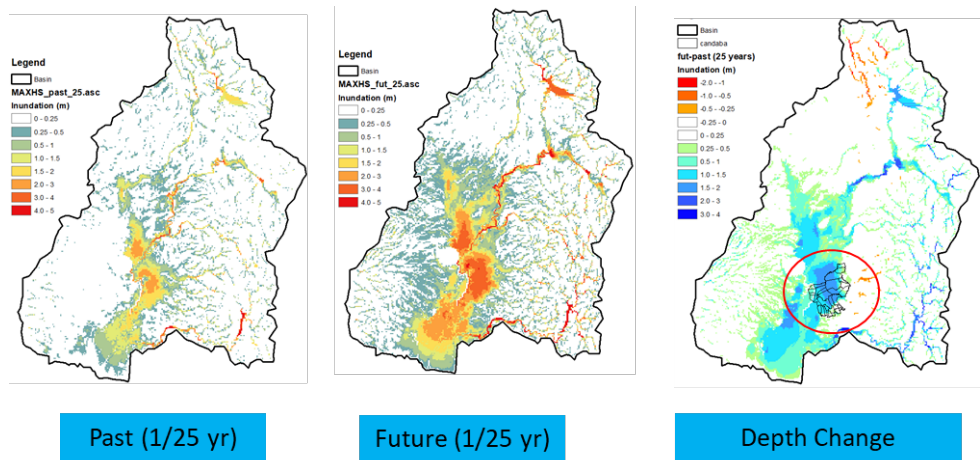 Legend
Basin
MAXHS_past_25.asc
Inundation (m)
0 - 0.25
0.25 - 0.5
0.5 - 1
1.0 - 1.5
1.5 - 2
2.0 - 3
3.0 - 4
4.0 - 5
Legend
Basin
MAXHS_fut_25.asc
Inundation (m)
0 - 0.25
0.25 - 0.5
0.5 - 1
1.0 - 1.5
1.5 - 2
2.0 - 3
3.0 - 4
4.0 - 5
Basin
candaba
fut-past (25 years)
Inundation (m)
-2.0 - -1
-1.0 - -0.5
-0.5 - -0.25
-0.25 - 0
0 - 0.25
0.25 - 0.5
0.5 - 1
1.0 - 1.5
1.5 - 2
2.0 - 3
3.0 - 4
Past (1/25 yr)
Future (1/25 yr)
Depth Change